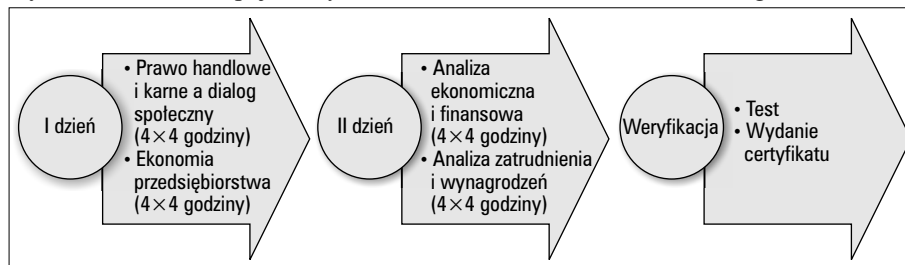 I dzień
• Prawo handlowe
i karne a dialog
społeczny
(4×4 godziny)
• Ekonomia
przedsiębiorstwa
(4×4 godziny)
II dzień
• Analiza
ekonomiczna
i finansowa
(4×4 godziny)
• Analiza zatrudnienia
i wynagrodzeń
(4×4 godziny)
Weryfikacja
• Test
• Wydanie
certyfikatu